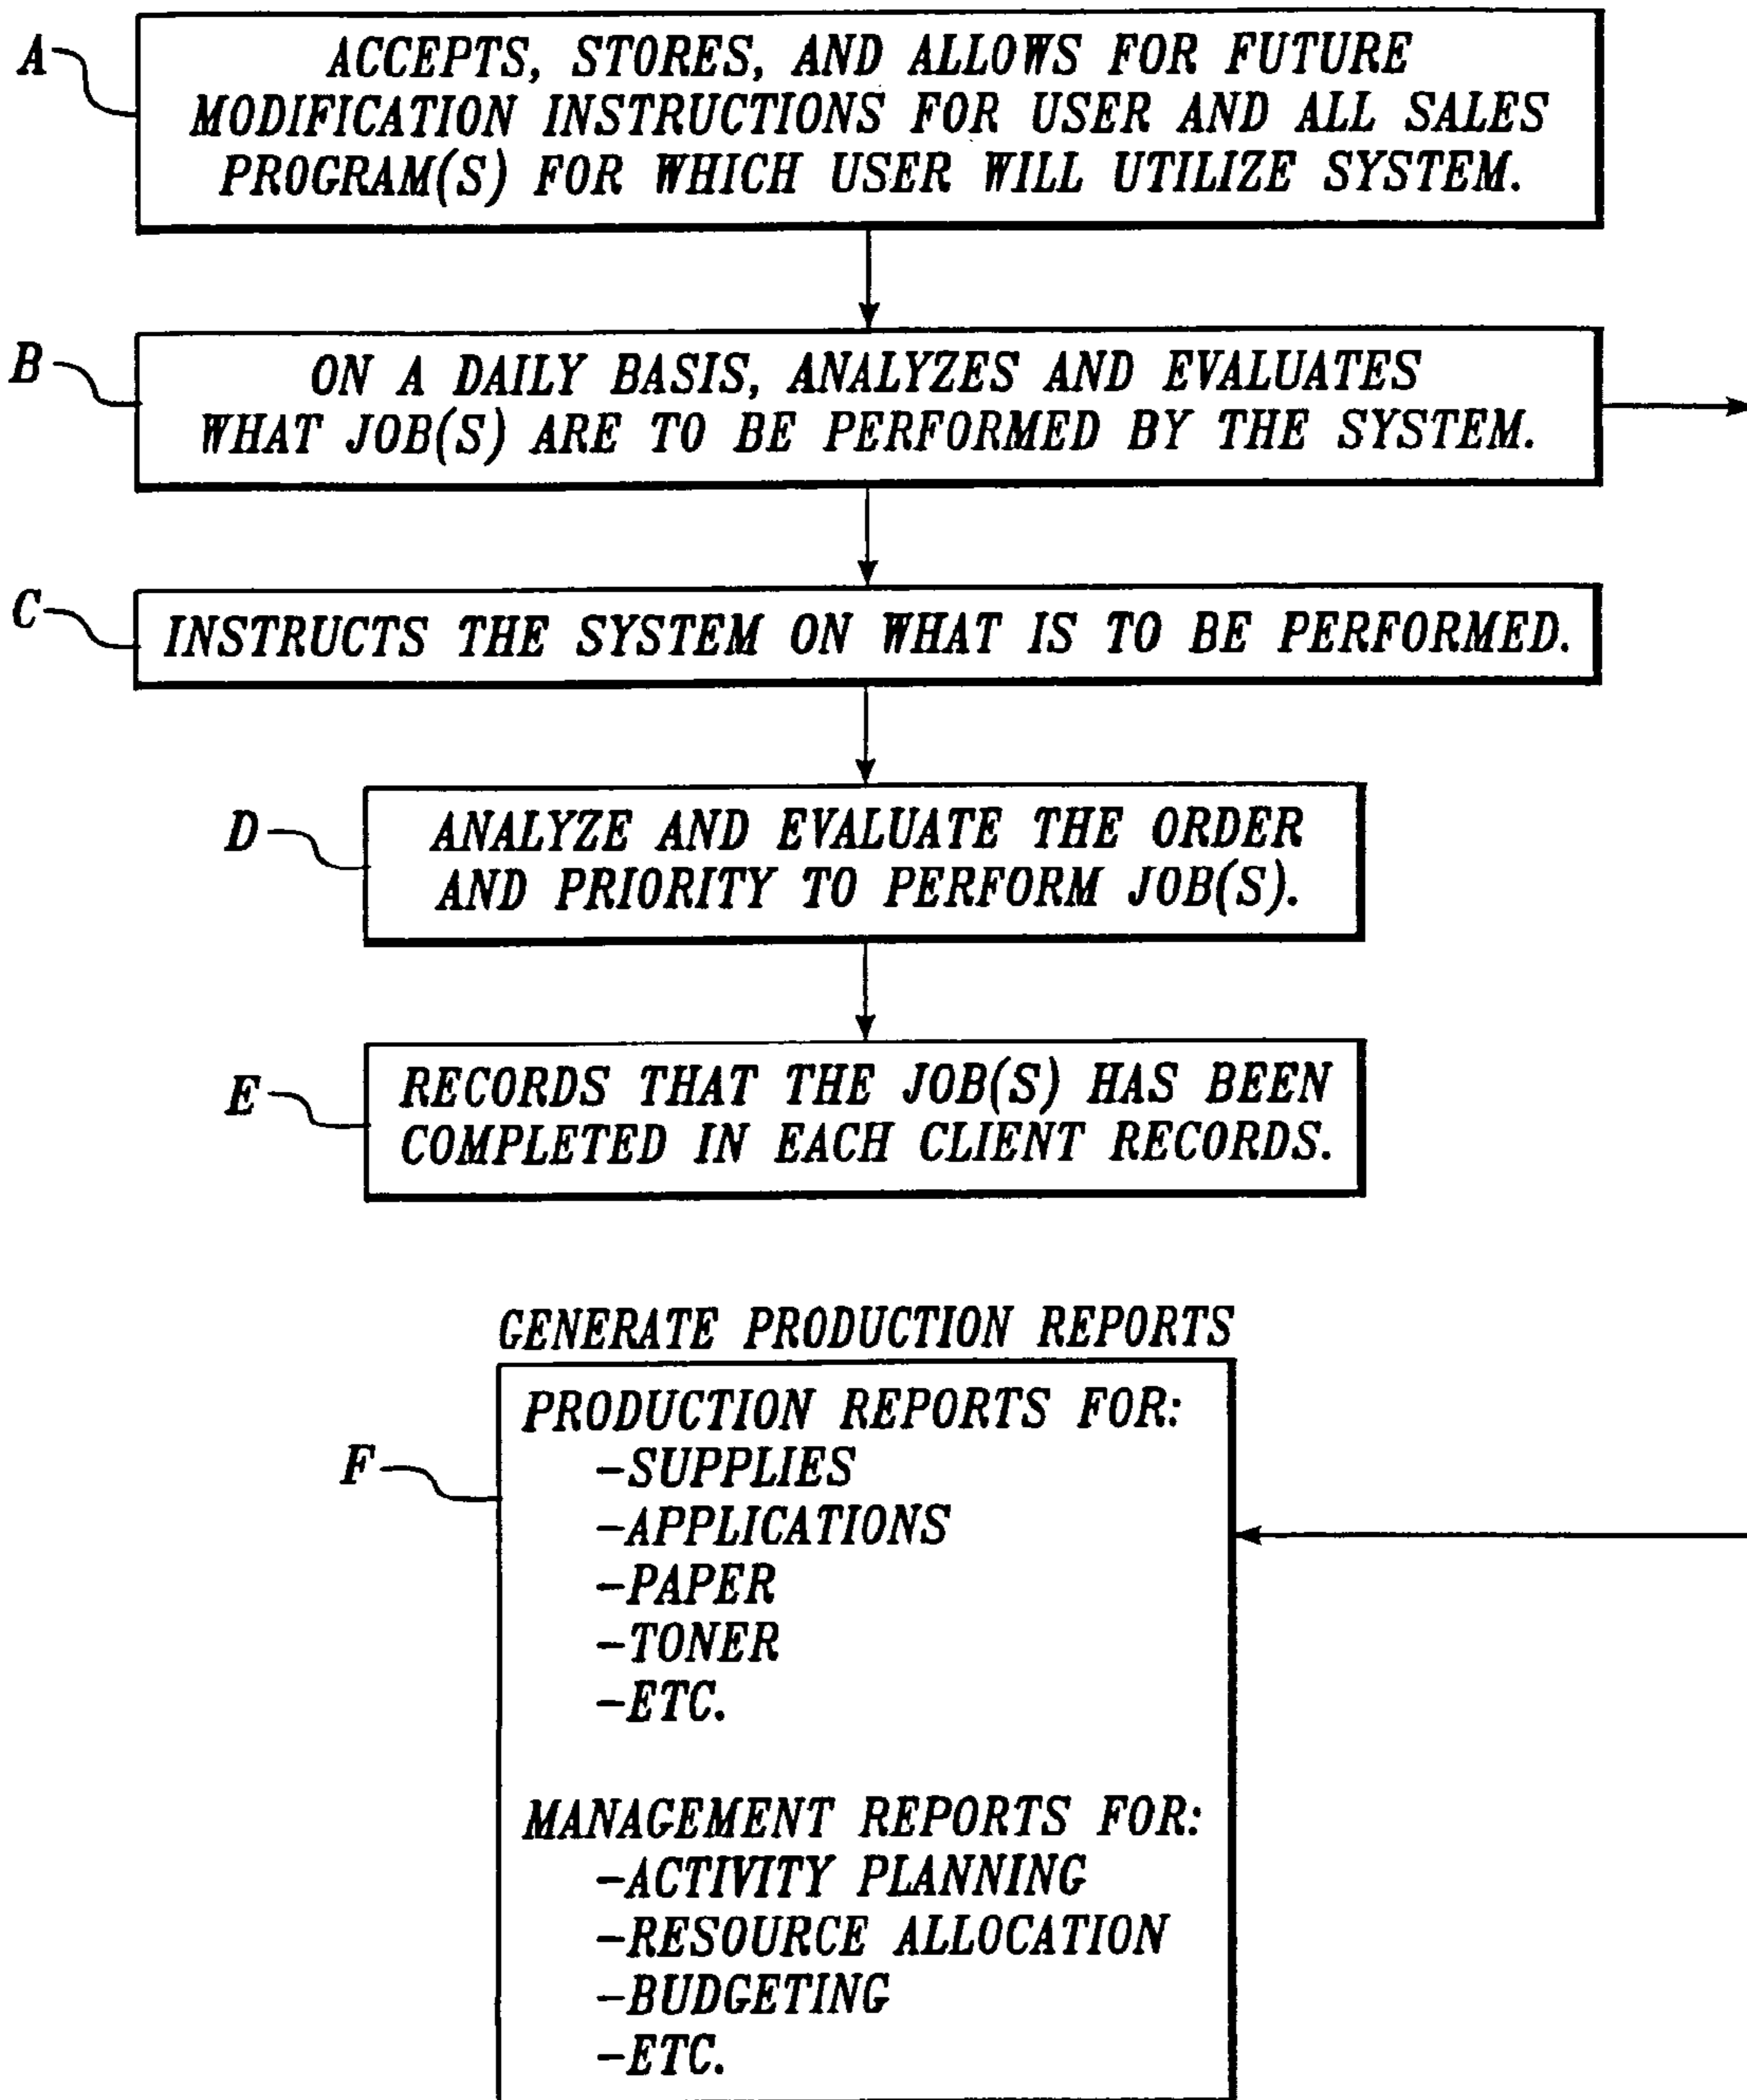 A
ACCEPTS, STORES, AND ALLOWS FOR FUTURE
MODIFICATION INSTRUCTIONS FOR USER AND ALL SALES
PROGRAM(S) FOR WHICH USER WILL UTILIZE SYSTEM.
B
ON A DAILY BASIS, ANALYZES AND EVALUATES
WHAT JOB(S) ARE TO BE PERFORMED BY THE SYSTEM.
C
INSTRUCTS THE SYSTEM ON WHAT IS TO BE PERFORMED.
D
ANALYZE AND EVALUATE THE ORDER
AND PRIORITY TO PERFORM JOB(S).
E
RECORDS THAT THE JOB(S) HAS BEEN
COMPLETED IN EACH CLIENT RECORDS.
GENERATE PRODUCTION REPORTS
F
PRODUCTION REPORTS FOR:
-SUPPLIES
-APPLICATIONS
-PAPER
-TONER
-ETC.
MANAGEMENT REPORTS FOR:
-ACTIVITY PLANNING
-RESOURCE ALLOCATION
-BUDGETING
-ETC.